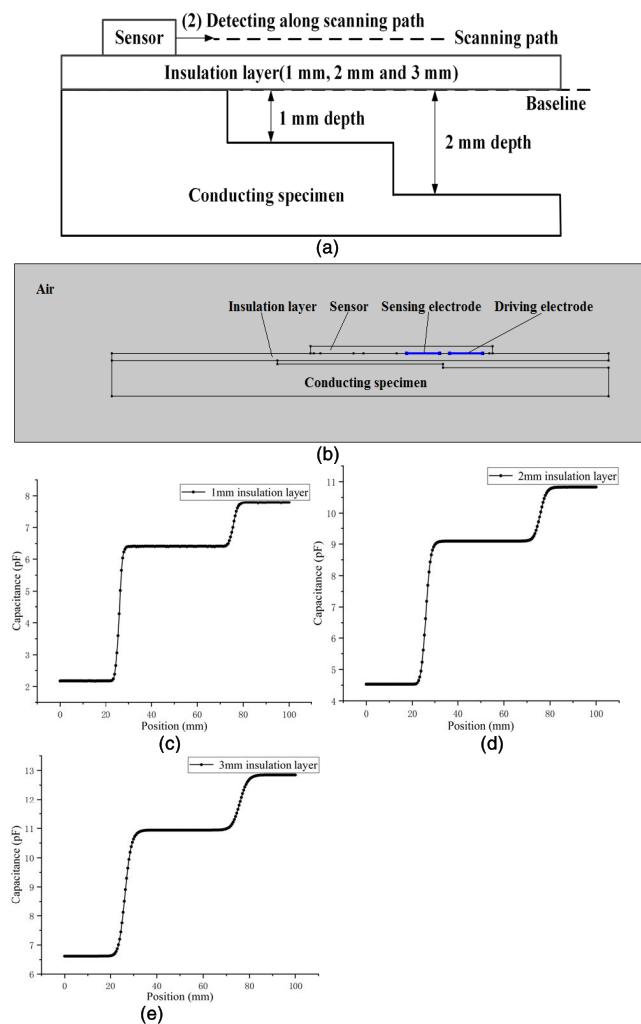 (2) Detecting along scanning path
Sensor
Scanning path
Insulation layer(1 mm, 2 mm and 3 mm)
Baseline
1 mm depth
2 mm depth
Conducting specimen
(a)
Air
Insulation layer Sensor Sensing electrode Driving electrode
Conducting specimen
(b)
1mm insulation layer
Capacitance (pF)
8
7
6
5
4
3
2
0 20 40 60 80 100
Position (mm)
(c)
2mm insulation layer
Capacitance (pF)
11
10
9
8
7
6
5
4
0 20 40 60 80 100
Position (mm)
(d)
3mm insulation layer
Capacitance (pF)
13
12
11
10
9
8
7
6
0 20 40 60 80 100
Position (mm)
(e)